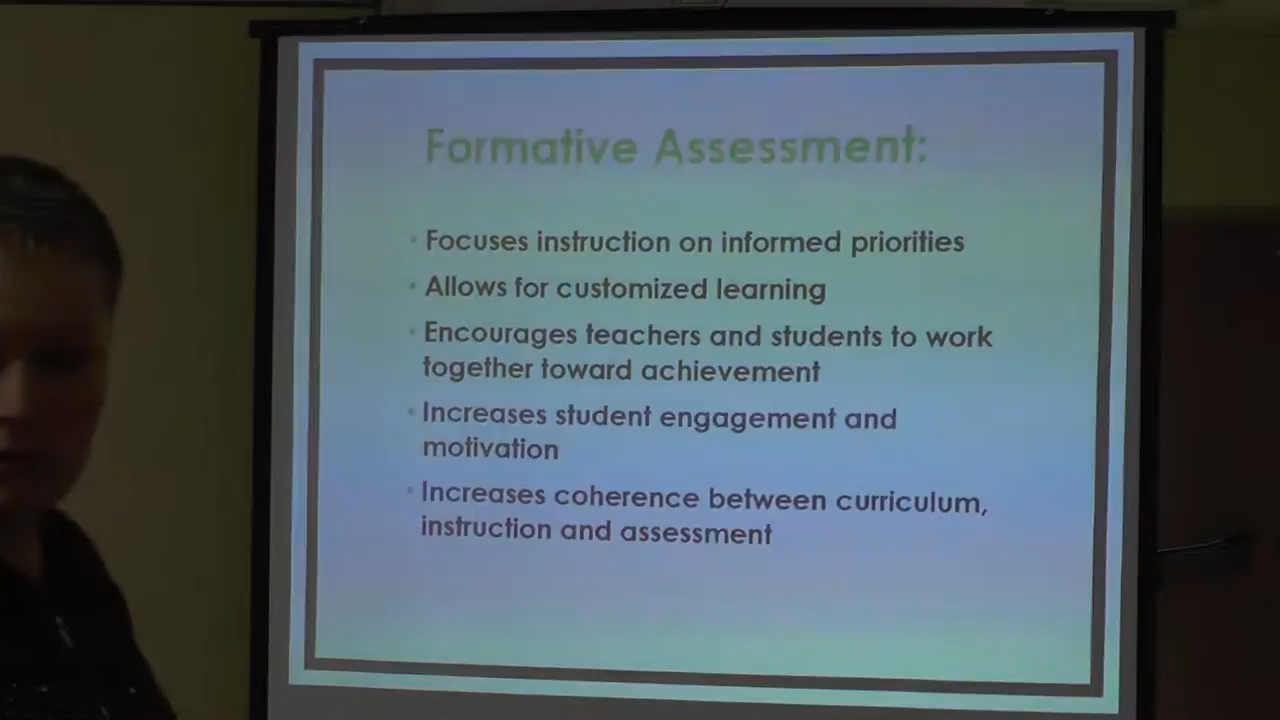 Formative Assessment:
• Focuses instruction on informed priorities
• Allows for customized learning
• Encourages teachers and students to work
together toward achievement
• Increases student engagement and
motivation
• Increases coherence between curriculum,
instruction and assessment